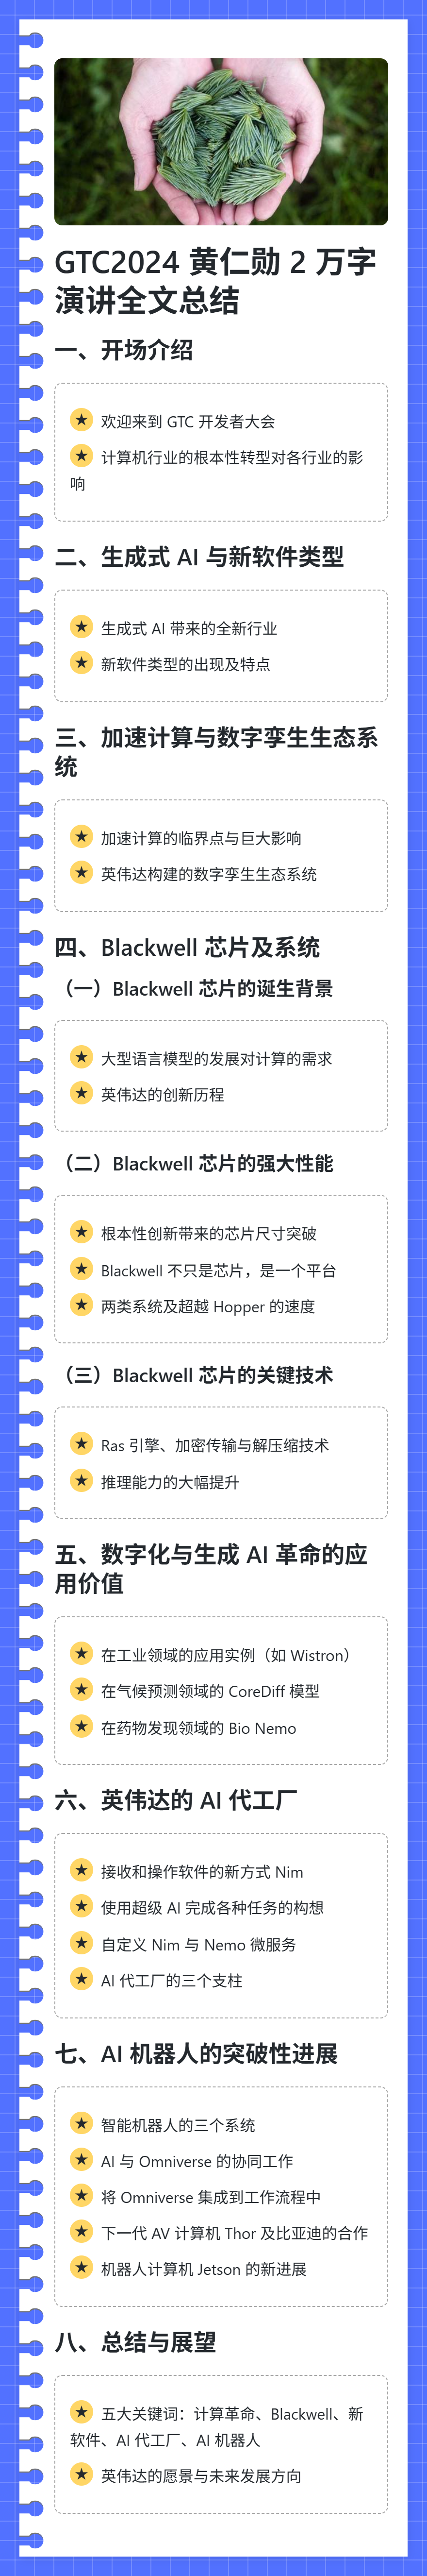 GTC2024 黄仁勋 2 万字
演讲全文总结
一、开场介绍
欢迎来到 GTC 开发者大会
计算机行业的根本性转型对各行业的影
响
二、生成式 AI 与新软件类型
生成式 AI 带来的全新行业
新软件类型的出现及特点
三、加速计算与数字孪生生态系
统
加速计算的临界点与巨大影响
英伟达构建的数字孪生生态系统
四、Blackwell 芯片及系统
（一）Blackwell 芯片的诞生背景
大型语言模型的发展对计算的需求
英伟达的创新历程
（二）Blackwell 芯片的强大性能
根本性创新带来的芯片尺寸突破
Blackwell 不只是芯片，是一个平台
两类系统及超越 Hopper 的速度
（三）Blackwell 芯片的关键技术
Ras 引擎、加密传输与解压缩技术
推理能力的大幅提升
五、数字化与生成 AI 革命的应
用价值
在工业领域的应用实例（如 Wistron）
在气候预测领域的 CoreDiff 模型
在药物发现领域的 Bio Nemo
六、英伟达的 AI 代工厂
接收和操作软件的新方式 Nim
使用超级 AI 完成各种任务的构想
自定义 Nim 与 Nemo 微服务
AI 代工厂的三个支柱
七、AI 机器人的突破性进展
智能机器人的三个系统
AI 与 Omniverse 的协同工作
将 Omniverse 集成到工作流程中
下一代 AV 计算机 Thor 及比亚迪的合作
机器人计算机 Jetson 的新进展
八、总结与展望
五大关键词：计算革命、Blackwell、新
软件、AI 代工厂、AI 机器人
英伟达的愿景与未来发展方向